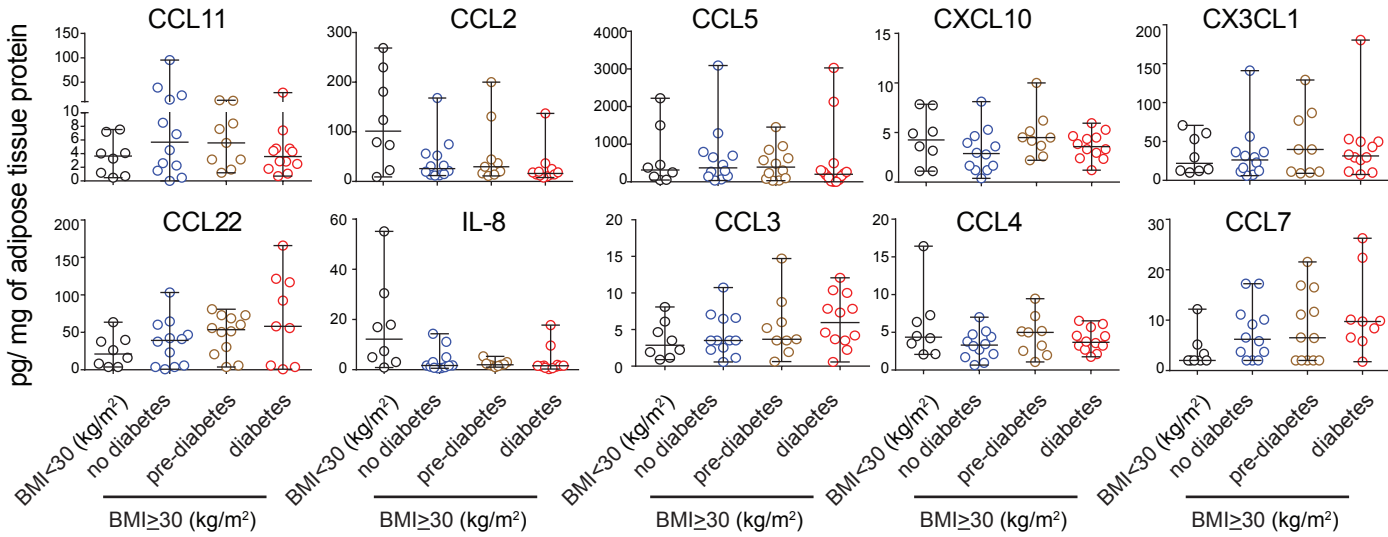 pg/ mg of adipose tissue protein
CCL11
150
100
50
10
8
6
4
2
0
CCL2
300
200
100
0
CCL5
4000
3000
2000
1000
500
0
CXCL10
15
10
5
0
CX3CL1
200
150
100
50
0
CCL22
200
150
100
50
0
IL-8
60
40
20
0
CCL3
20
15
10
5
0
CCL4
20
15
10
5
0
CCL7
30
20
10
0
BMI<30 (kg/m²)
no diabetes
pre-diabetes
diabetes
BMI≥30 (kg/m²)
BMI<30 (kg/m²)
no diabetes
pre-diabetes
diabetes
BMI≥30 (kg/m²)
BMI<30 (kg/m²)
no diabetes
pre-diabetes
diabetes
BMI≥30 (kg/m²)
BMI<30 (kg/m²)
no diabetes
pre-diabetes
diabetes
BMI≥30 (kg/m²)
BMI<30 (kg/m²)
no diabetes
pre-diabetes
diabetes
BMI≥30 (kg/m²)